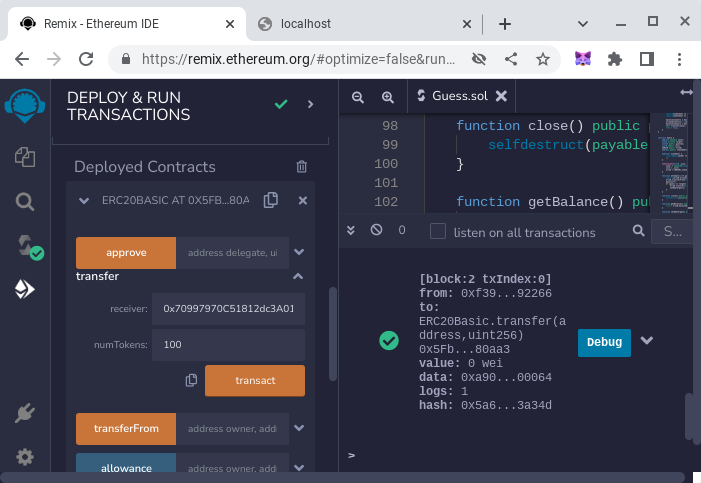 Remix - Ethereum IDE
localhost
https://remix.ethereum.org/#optimize=false&run...
DEPLOY & RUN
TRANSACTIONS
Deployed Contracts
ERC20BASIC AT 0X5FB...80A
approve
address delegate, ui
transfer
receiver:
0x70997970C51812dc3A01
numTokens:
100
transact
transferFrom
address owner, addr
allowance
address owner, addr
Guess.sol
98 function close() public
99 selfdestruct(payable
100 }
101
102 function getBalance() pu
0
listen on all transactions
S...
[block:2 txIndex:0]
from: 0xf39...92266
to:
ERC20Basic.transfer(a
ddress,uint256)
0x5Fb...80aa3
value: 0 wei
data: 0xa90...00064
logs: 1
hash: 0x5a6...3a34d
Debug
>